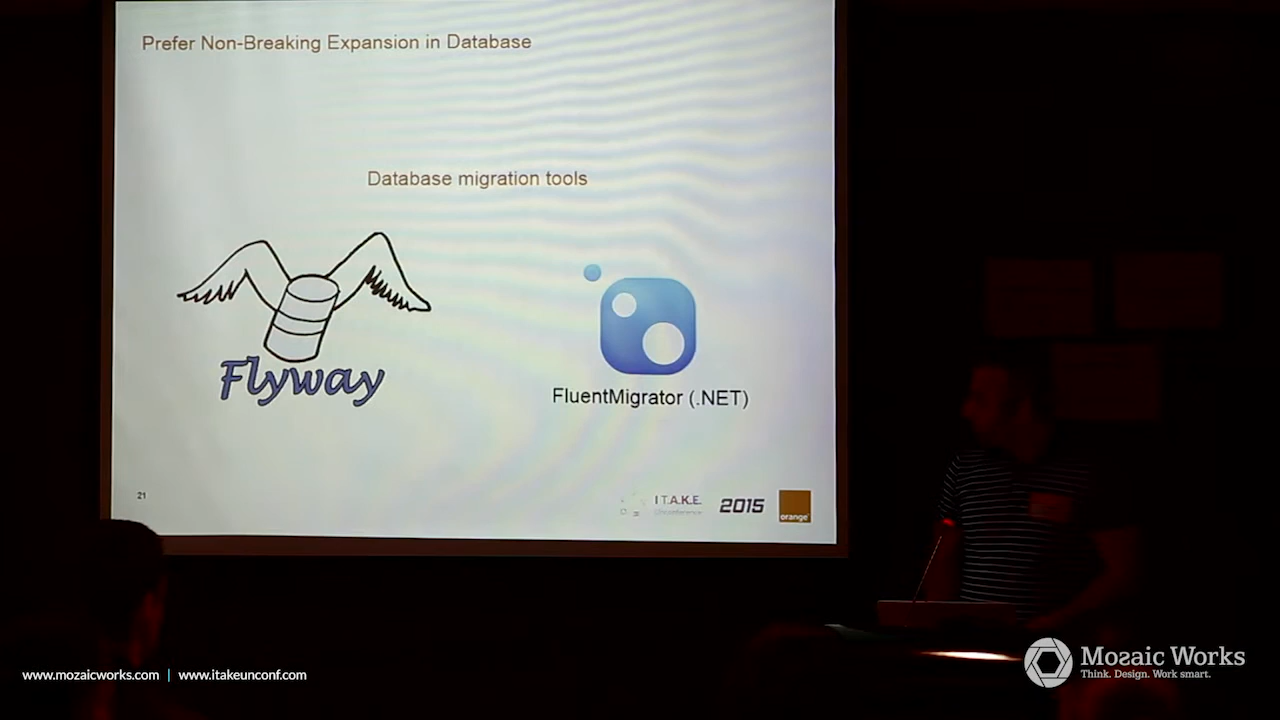 Prefer Non-Breaking Expansion in Database
Database migration tools
Flyway
FluentMigrator (.NET)
21
I T.A.K.E.
Unconference
2015
orange
www.mozaicworks.com | www.itakeunconf.com
Mozaic Works
Think. Design. Work smart.